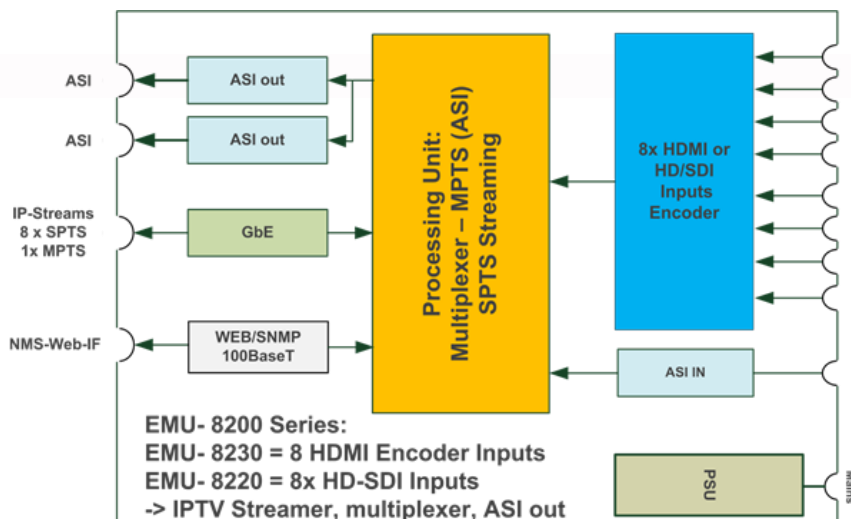 ASI
ASI out
ASI
ASI out
IP-Streams
8 x SPTS
1x MPTS
GbE
NMS-Web-IF
WEB/SNMP
100BaseT
Processing Unit:
Multiplexer – MPTS (ASI)
SPTS Streaming
8x HDMI or
HD/SDI
Inputs
Encoder
ASI IN
PSU
Mains
EMU- 8200 Series:
EMU- 8230 = 8 HDMI Encoder Inputs
EMU- 8220 = 8x HD-SDI Inputs
-> IPTV Streamer, multiplexer, ASI out